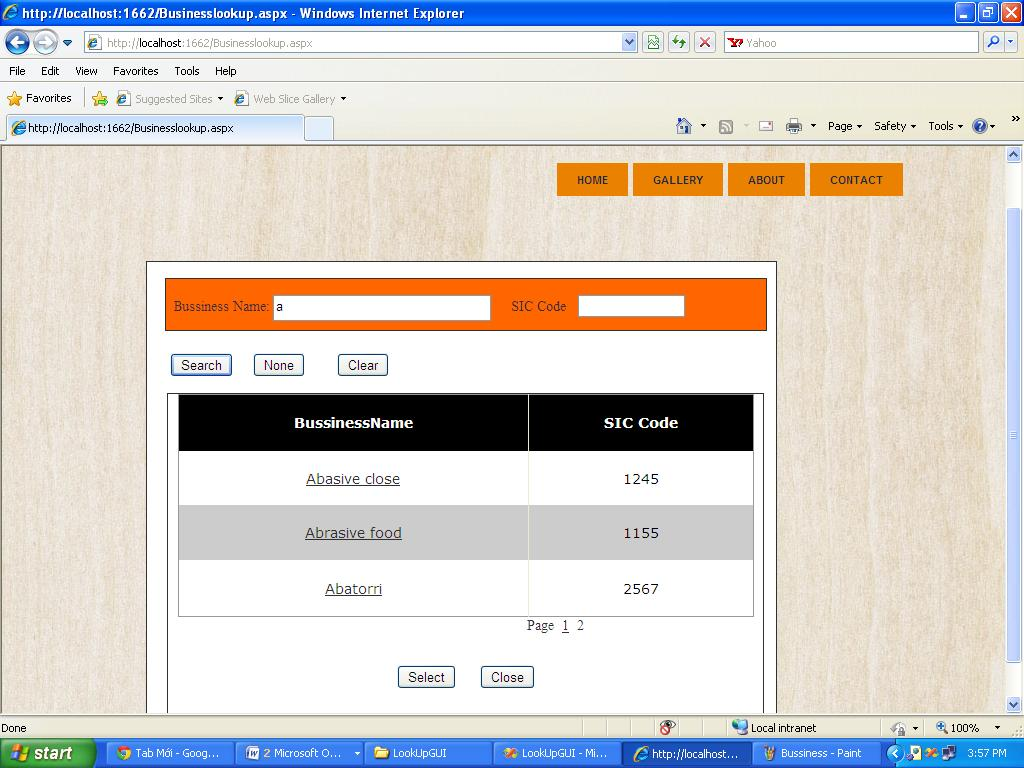 http://localhost:1662/Businesslookup.aspx - Windows Internet Explorer
http://localhost:1662/Businesslookup.aspx
Yahoo
File Edit View Favorites Tools Help
Favorites Suggested Sites Web Slice Gallery
http://localhost:1662/Businesslookup.aspx
Page Safety Tools »
HOME GALLERY ABOUT CONTACT
Bussiness Name: a SIC Code
Search None Clear
BussinessName SIC Code
Abasive close 1245
Abrasive food 1155
Abatorri 2567
Page 1 2
Select Close
Done Local intranet 100%
start Tab Mới - Goog... 2 Microsoft O... LookUpGUI LookUpGUI - Mi... http://localhost... Bussiness - Paint 3:57 PM